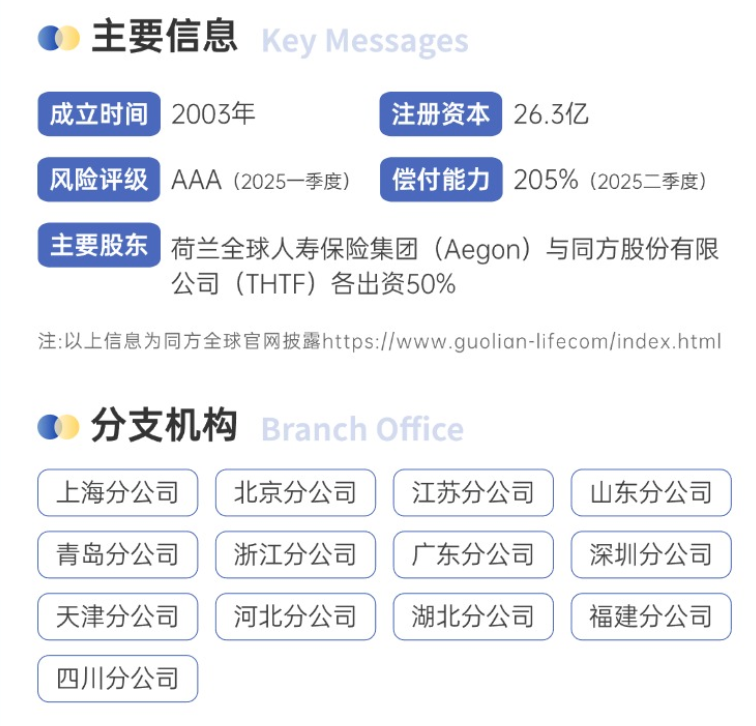 主要信息 Key Messages
成立时间 2003年 注册资本 26.3亿
风险评级 AAA（2025一季度） 偿付能力 205%（2025二季度）
主要股东 荷兰全球人寿保险集团（Aegon）与同方股份有限
公司（THTF）各出资50%
注:以上信息为同方全球官网披露https://www.guolian-lifecom/index.html
分支机构 Branch Office
上海分公司 北京分公司 江苏分公司 山东分公司
青岛分公司 浙江分公司 广东分公司 深圳分公司
天津分公司 河北分公司 湖北分公司 福建分公司
四川分公司